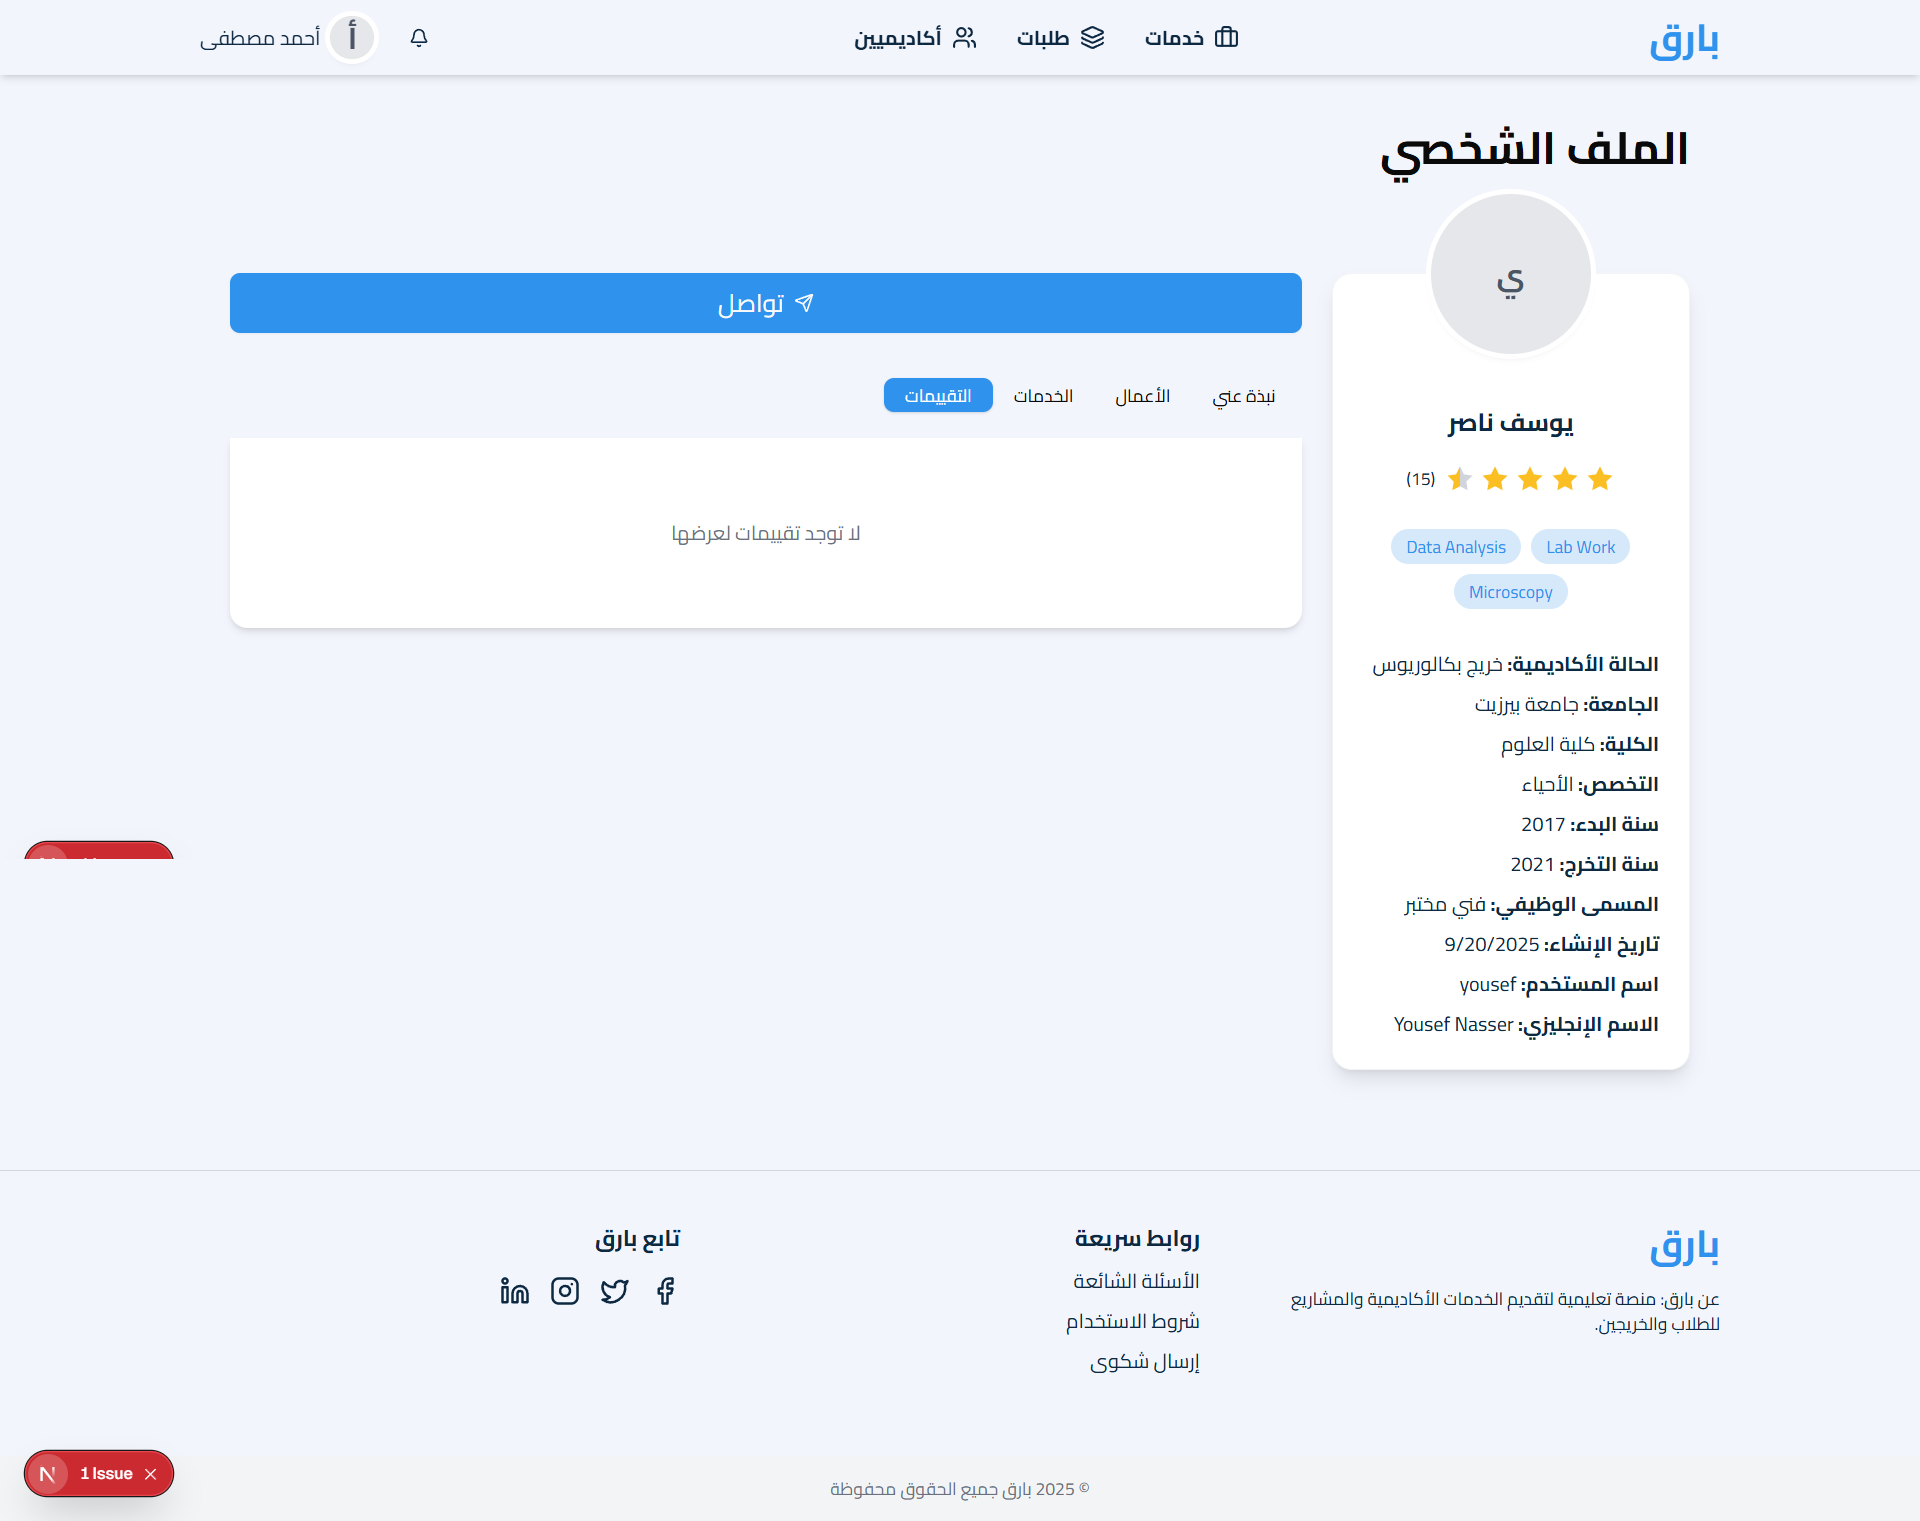 بارق
خدمات
طلبات
أكاديميين
أ
أحمد مصطفى
الملف الشخصي
ي
يوسف ناصر
(15)
Lab Work
Data Analysis
Microscopy
الحالة الأكاديمية: خريج بكالوريوس
الجامعة: جامعة بيرزيت
الكلية: كلية العلوم
التخصص: الأحياء
سنة البدء: 2017
سنة التخرج: 2021
المسمى الوظيفي: فني مختبر
تاريخ الإنشاء: 9/20/2025
اسم المستخدم: yousef
الاسم الإنجليزي: Yousef Nasser
تواصل
نبذة عني
الأعمال
الخدمات
التقييمات
لا توجد تقييمات لعرضها
بارق
عن بارق: منصة تعليمية لتقديم الخدمات الأكاديمية والمشاريع
للطلاب والخريجين.
روابط سريعة
الأسئلة الشائعة
شروط الاستخدام
إرسال شكوى
تابع بارق
N 1 Issue
© 2025 بارق جميع الحقوق محفوظة